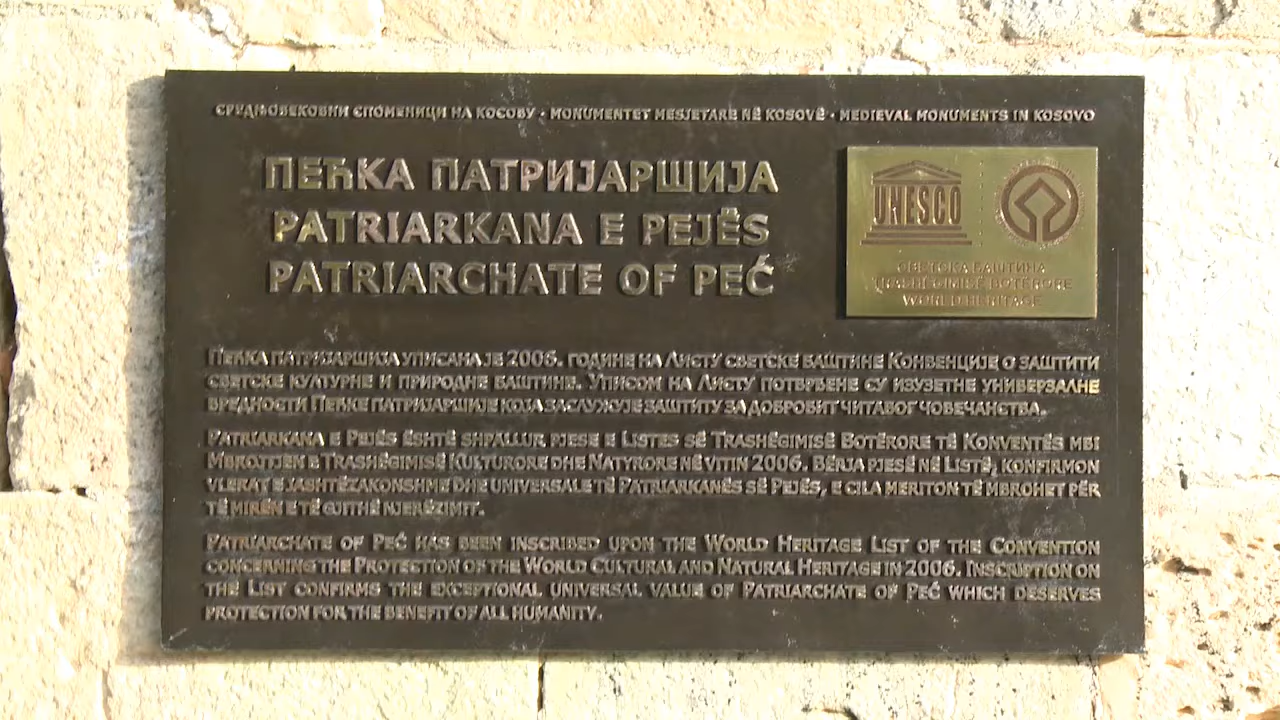 СРЕДЊОВЕКОВНИ СПОМЕНИЦИ НА КОСОВУ · MONUMENTET MESJETARE NË KOSOVË · MEDIEVAL MONUMENTS IN KOSOVO
ПЕЋКА ПАТРИЈАРШИЈА
PATRIARKANA E PEJËS
PATRIARCHATE OF PEĆ
UNESCO
СВЕТСКА БАШТИНА
TRASHËGIMISË BOTËRORE
WORLD HERITAGE
ПЕЋКА ПАТРИЈАРШИЈА УПИСАНА ЈЕ 2006. ГОДИНЕ НА ЛИСТУ СВЕТСКЕ БАШТИНЕ КОНВЕНЦИЈЕ О ЗАШТИТИ
СВЕТСКЕ КУЛТУРНЕ И ПРИРОДНЕ БАШТИНЕ. УПИСОМ НА ЛИСТУ ПОТВРЂЕНЕ СУ ИЗУЗЕТНЕ УНИВЕРЗАЛНЕ
ВРЕДНОСТИ ПЕЋКЕ ПАТРИЈАРШИЈЕ КОЈА ЗАСЛУЖУЈЕ ЗАШТИТУ ЗА ДОБРОБИТ ЧИТАВОГ ЧОВЕЧАНСТВА.
PATRIARKANA E PEJËS ËSHTË SHPALLUR PJESE E LISTES SË TRASHËGIMISË BOTËRORE TË KONVENTËS MBI
MBROJTJEN E TRASHËGIMISË KULTURORE DHE NATYRORE NË VITIN 2006. BËRJA PJESË NË LISTË, KONFIRMON
VLERAT E JASHTËZAKONSHME DHE UNIVERSALE TË PATRIARKANËS SË PEJËS, E CILA MERITON TË MBROHET PËR
TË MIRËN E TË GJITHË NJERËZIMIT.
PATRIARCHATE OF PEĆ HAS BEEN INSCRIBED UPON THE WORLD HERITAGE LIST OF THE CONVENTION
CONCERNING THE PROTECTION OF THE WORLD CULTURAL AND NATURAL HERITAGE IN 2006. INSCRIPTION ON
THE LIST CONFIRMS THE EXCEPTIONAL UNIVERSAL VALUE OF PATRIARCHATE OF PEĆ WHICH DESERVES
PROTECTION FOR THE BENEFIT OF ALL HUMANITY.